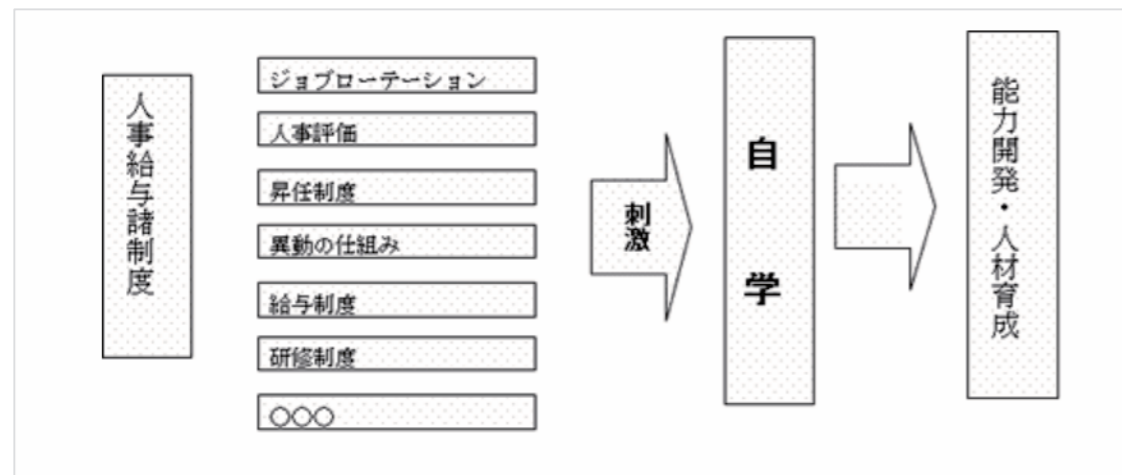 人事給与諸制度
ジョブローテーション
人事評価
昇任制度
異動の仕組み
給与制度
研修制度
○○○
刺激
自学
能力開発・人材育成